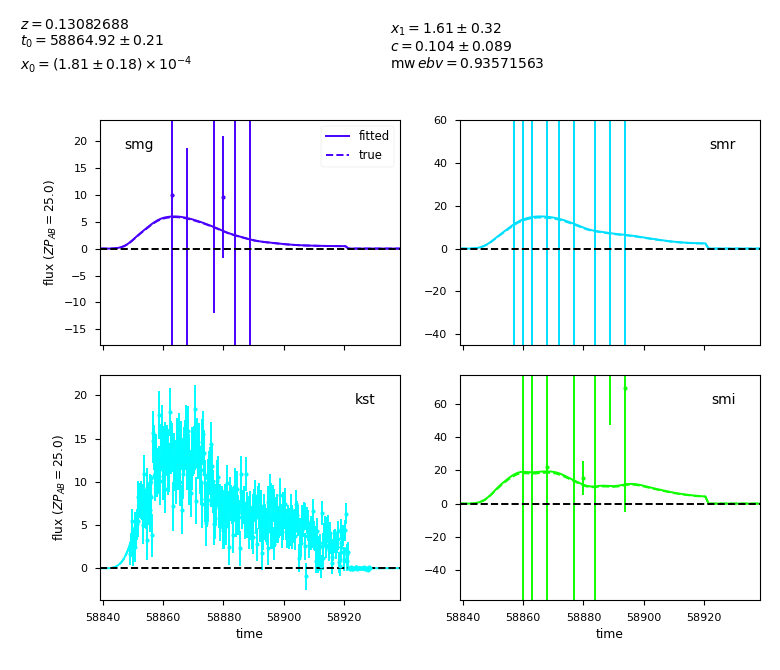 z = 0.13082688
t₀ = 58864.92 ± 0.21
x₀ = (1.81 ± 0.18) × 10⁻⁴
x₁ = 1.61 ± 0.32
c = 0.104 ± 0.089
mw ebv = 0.93571563
smg
fitted
true
20
15
10
5
0
−5
−10
−15
flux (ZP_AB = 25.0)
smr
60
40
20
0
−20
−40
kst
20
15
10
5
0
flux (ZP_AB = 25.0)
58840 58860 58880 58900 58920
time
smi
60
40
20
0
−20
−40
58840 58860 58880 58900 58920
time